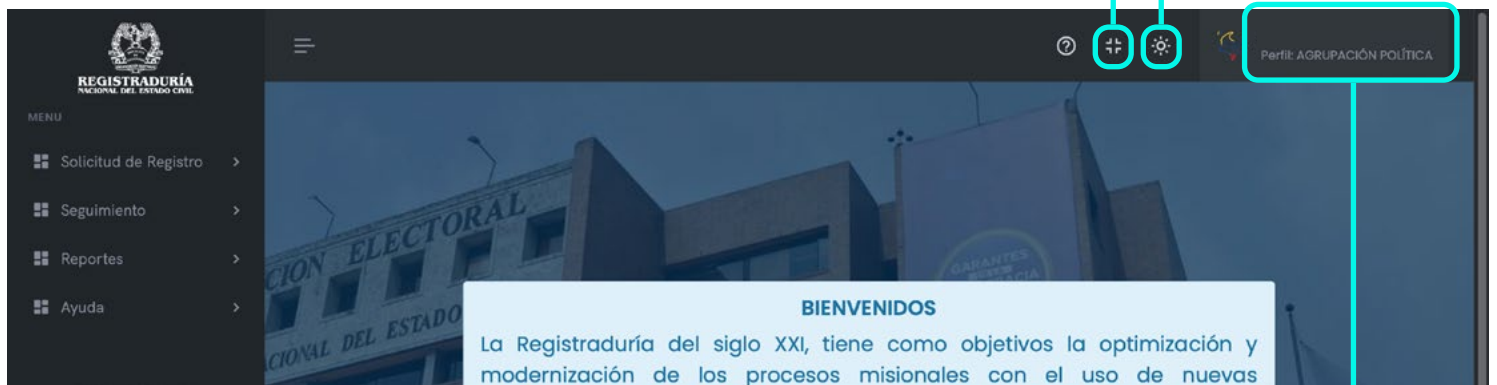 REGISTRADURÍA
NACIONAL DEL ESTADO CIVIL
Perfil: AGRUPACIÓN POLÍTICA
MENU
Solicitud de Registro
Seguimiento
Reportes
Ayuda
CION ELECTORAL
CIONAL DEL ESTADO
GARANTES
BIENVENIDOS
La Registraduría del siglo XXI, tiene como objetivos la optimización y
modernización de los procesos misionales con el uso de nuevas